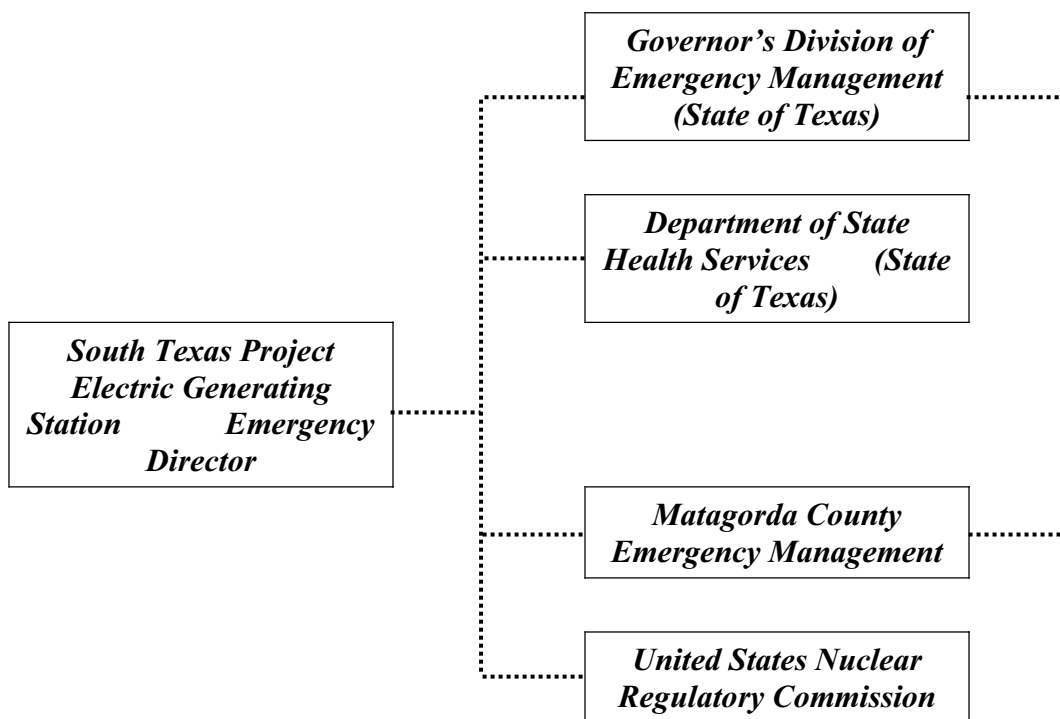 Governor’s Division of
Emergency Management
(State of Texas)
Department of State
Health Services (State
of Texas)
South Texas Project
Electric Generating
Station Emergency
Director
Matagorda County
Emergency Management
United States Nuclear
Regulatory Commission